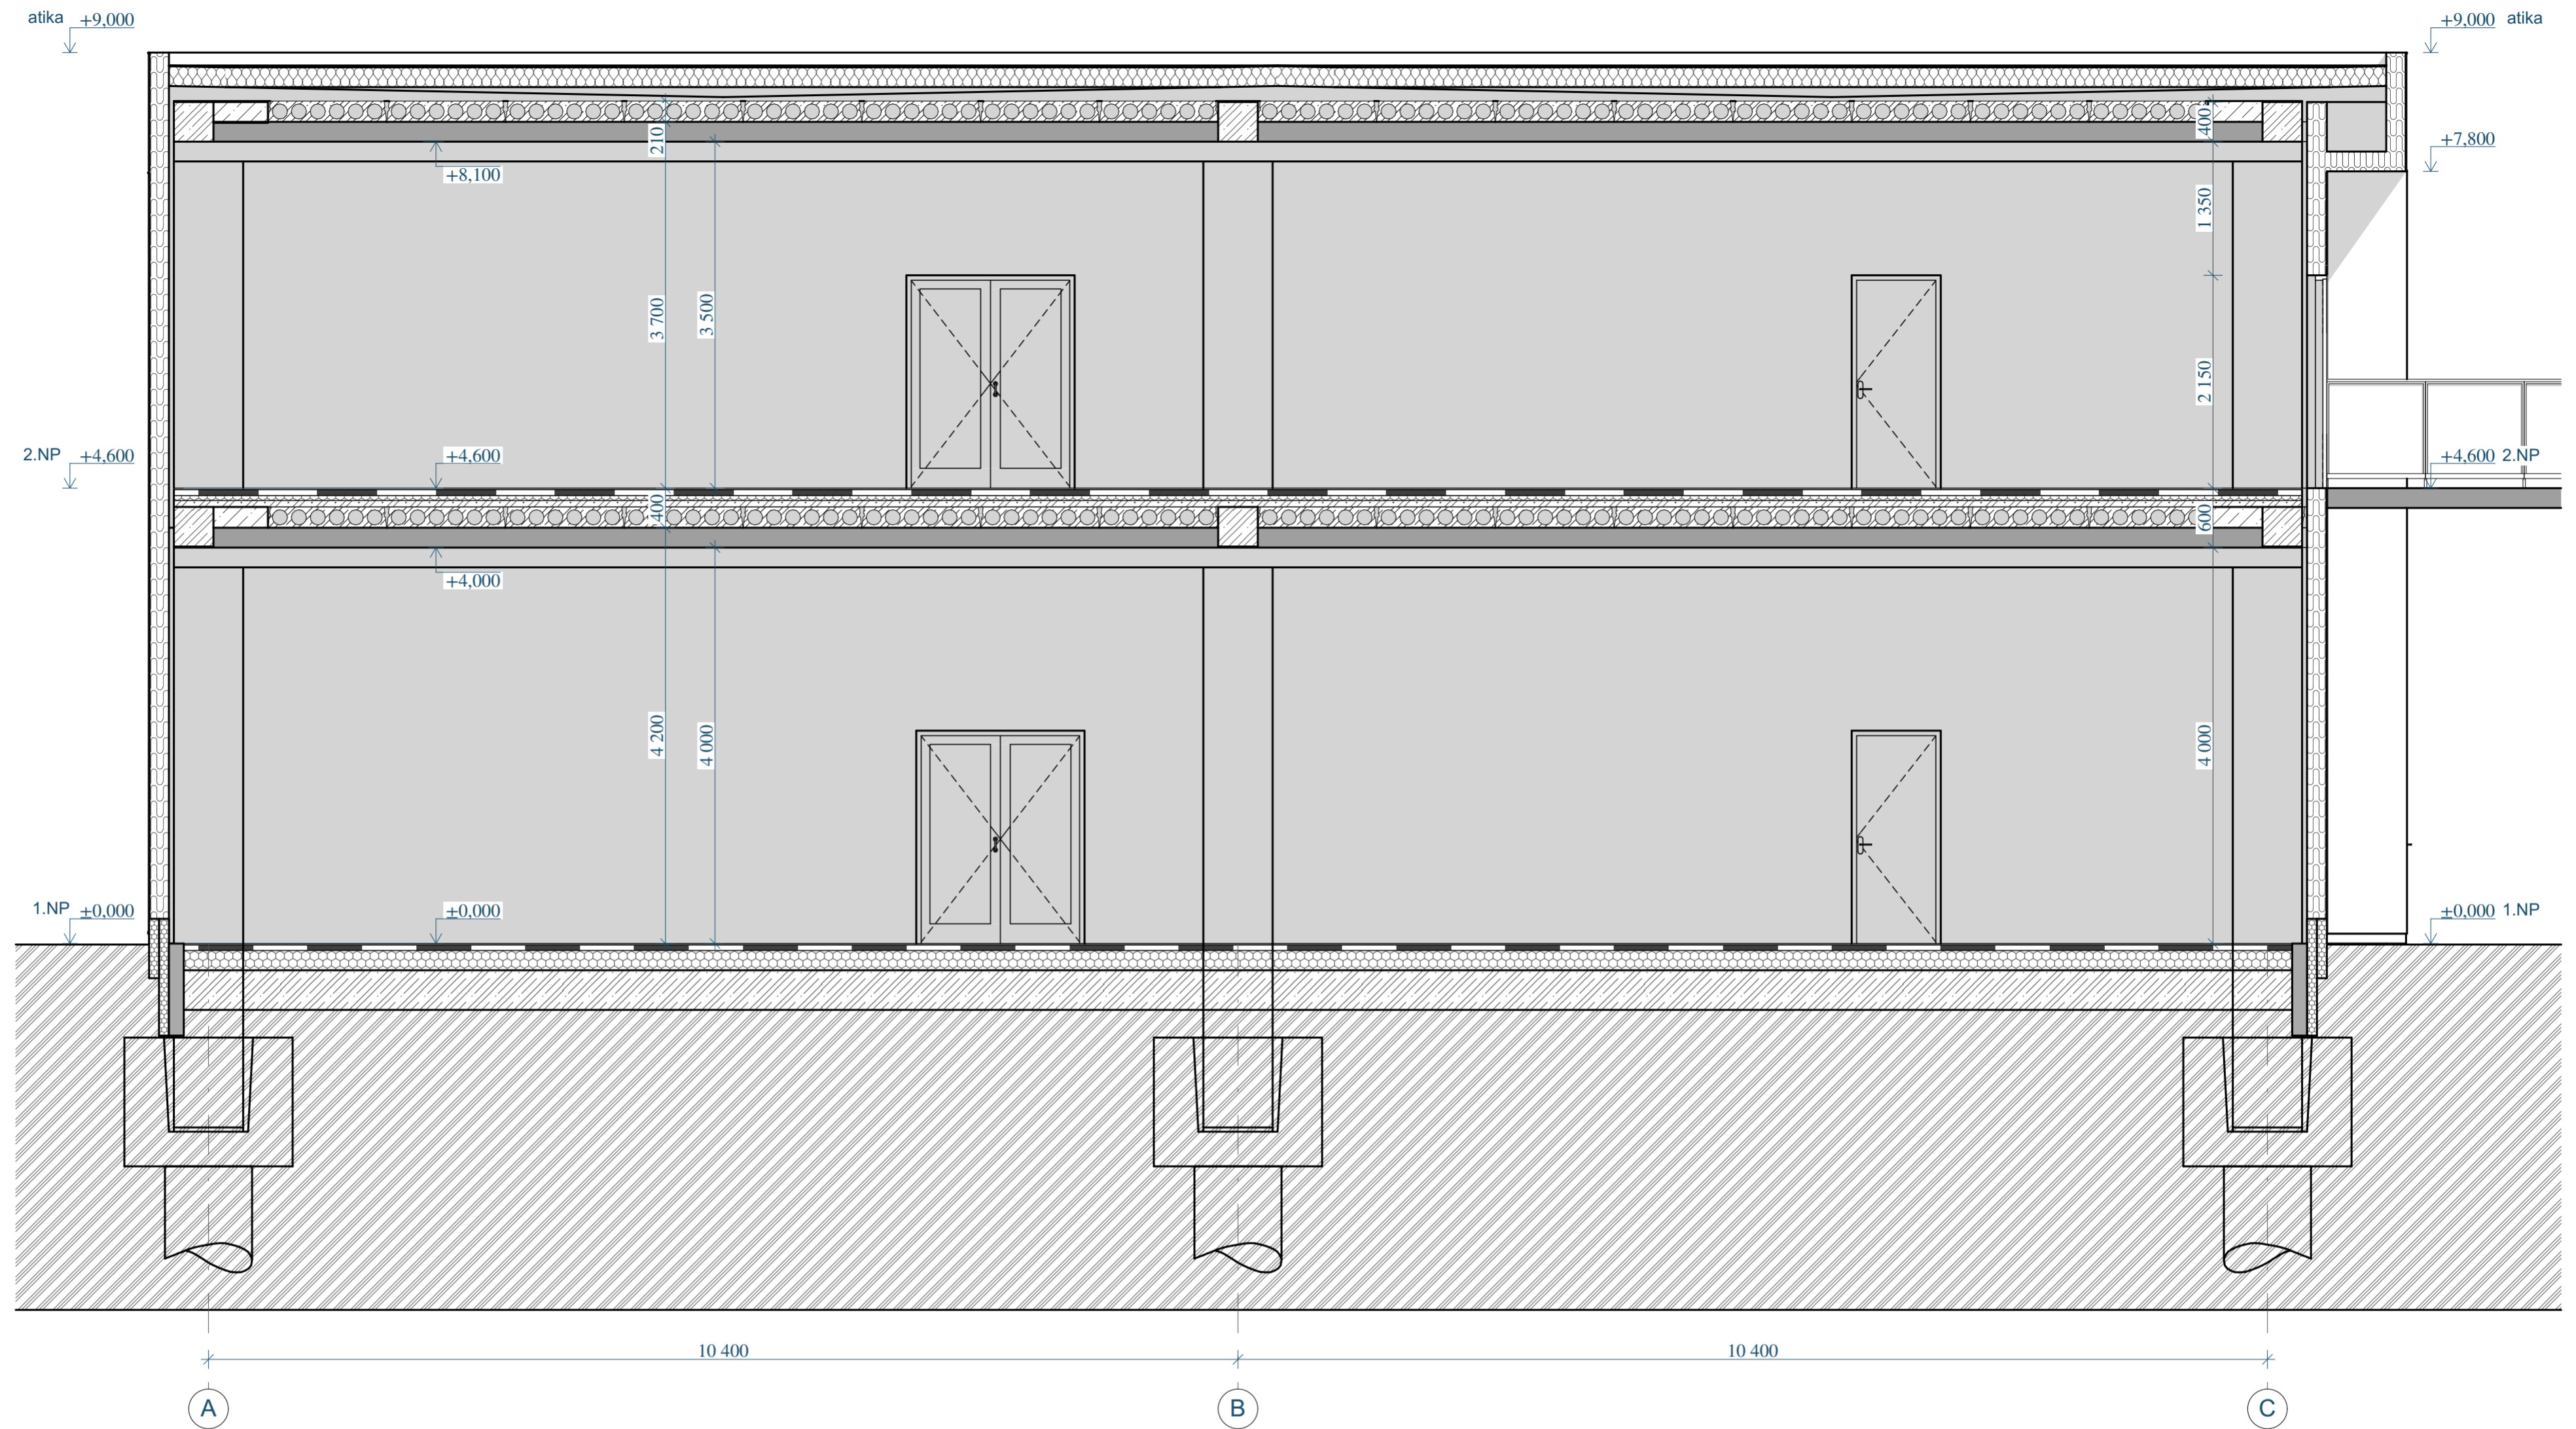 atika +9,000
+9,000 atika
400
210
+7,800
+8,100
1 350
3 700
3 500
2 150
2.NP +4,600
+4,600
+4,600 2.NP
400
600
+4,000
4 200
4 000
4 000
1.NP ±0,000
±0,000
±0,000 1.NP
10 400
10 400
A
B
C